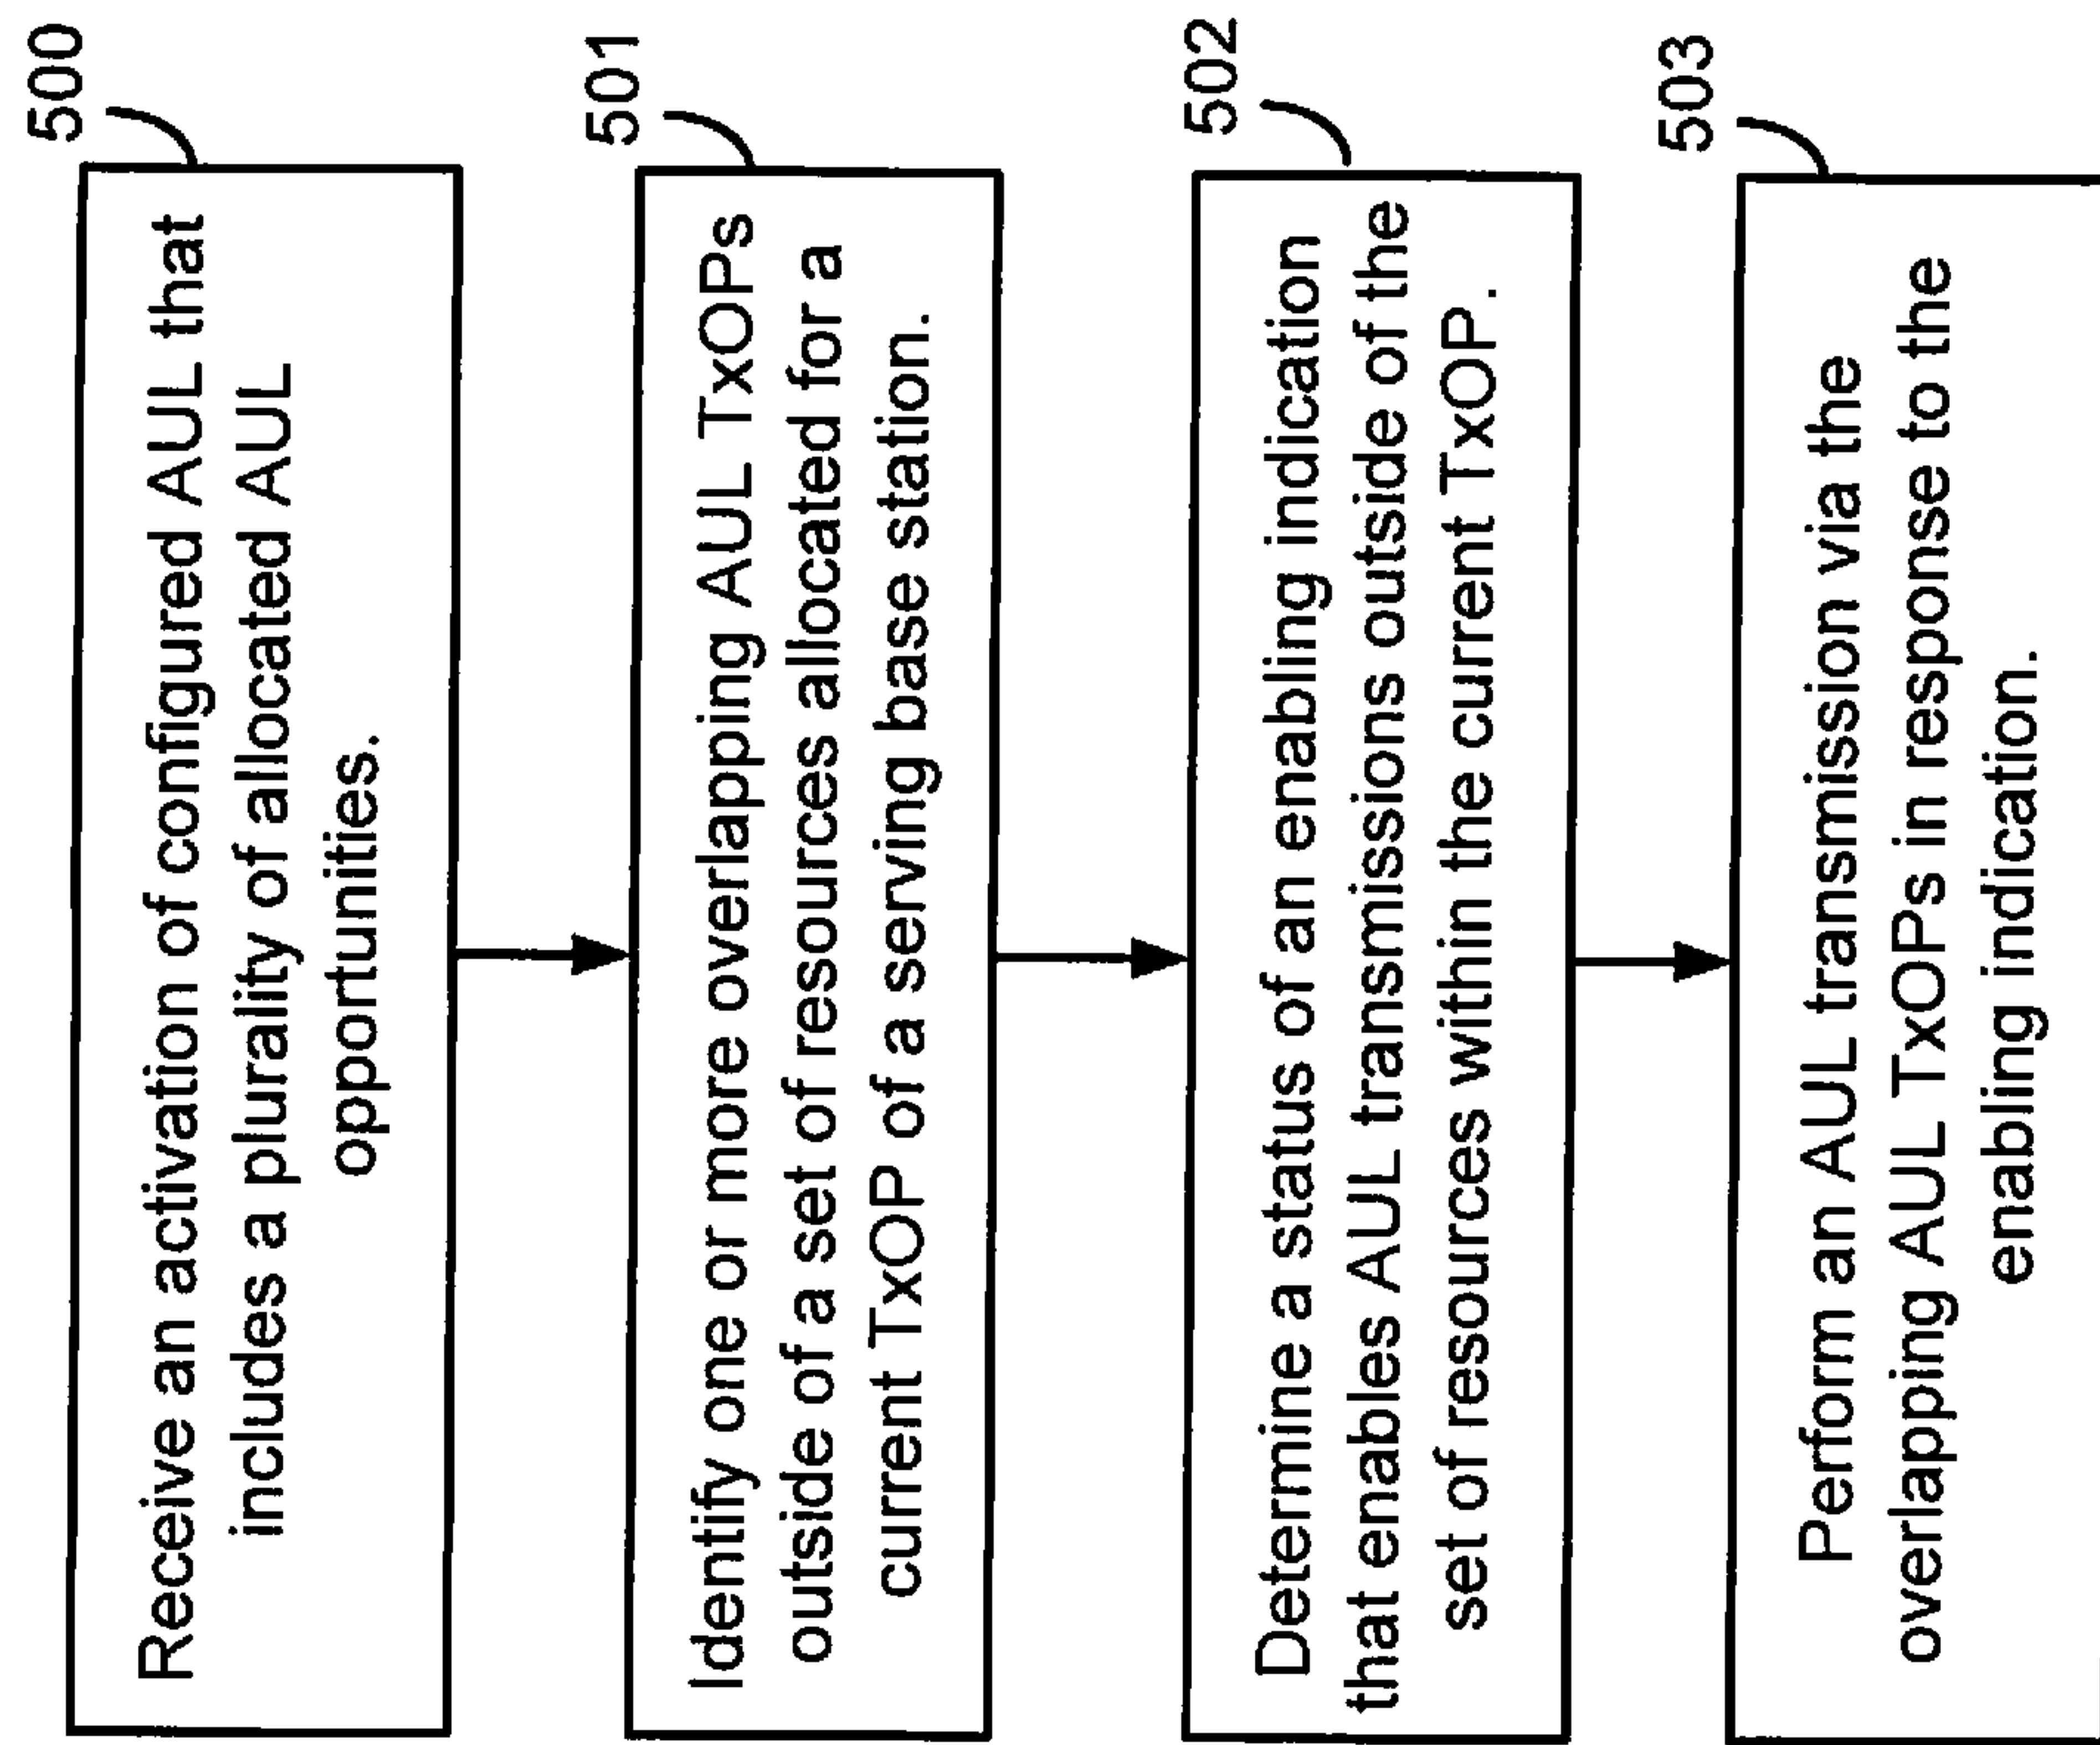 500
Receive an activation of configured AUL that
includes a plurality of allocated AUL
opportunities.
501
Identify one or more overlapping AUL TxOPs
outside of a set of resources allocated for a
current TxOP of a serving base station.
502
Determine a status of an enabling indication
that enables AUL transmissions outside of the
set of resources within the current TxOP.
503
Perform an AUL transmission via the
overlapping AUL TxOPs in response to the
enabling indication.